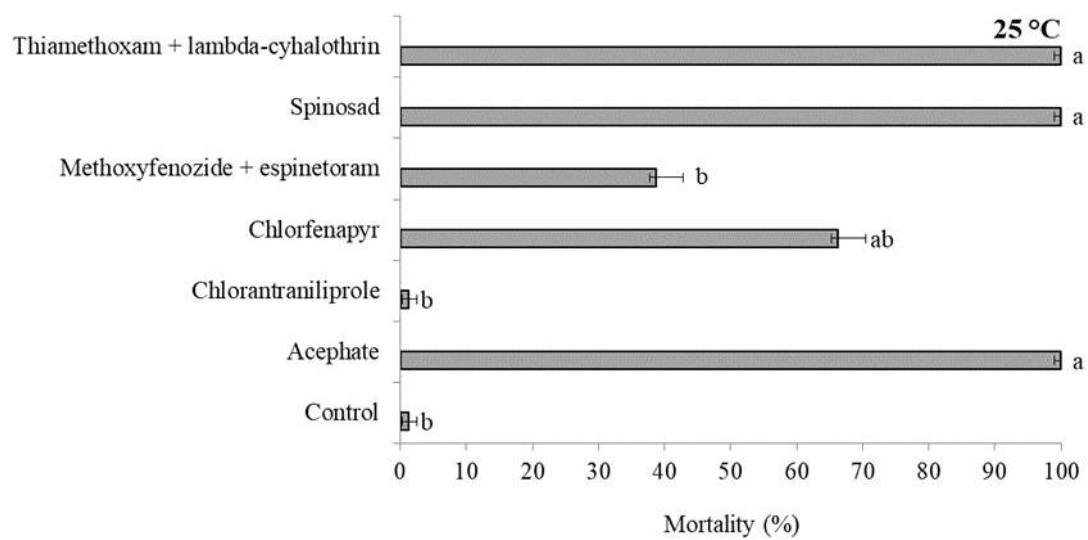 25 °C
Thiamethoxam + lambda-cyhalothrin a
Spinosad a
Methoxyfenozide + espinetoram b
Chlorfenapyr ab
Chlorantraniliprole b
Acephate a
Control b
0 10 20 30 40 50 60 70 80 90 100
Mortality (%)